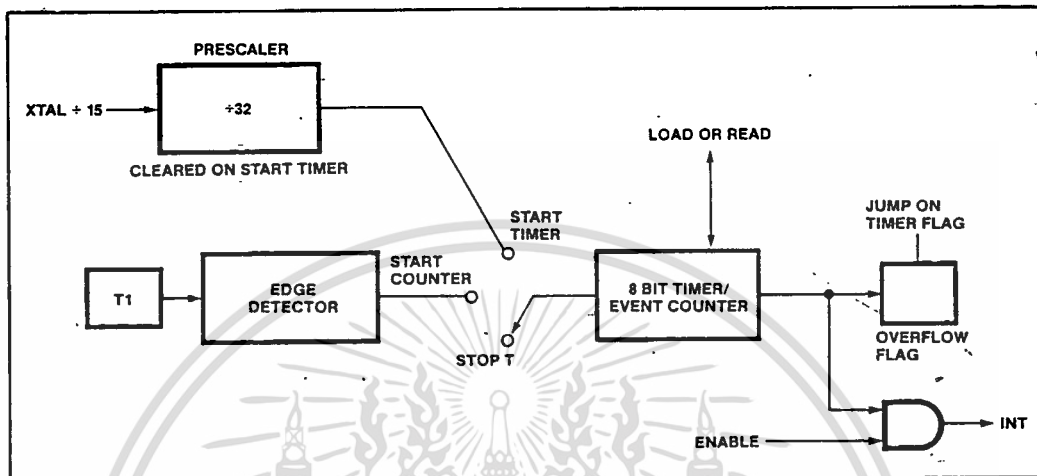 PRESCALER
XTAL ÷ 15
÷32
CLEARED ON START TIMER
LOAD OR READ
JUMP ON
TIMER FLAG
START
TIMER
START
COUNTER
T1
EDGE
DETECTOR
8 BIT TIMER/
EVENT COUNTER
STOP T
OVERFLOW
FLAG
ENABLE
INT